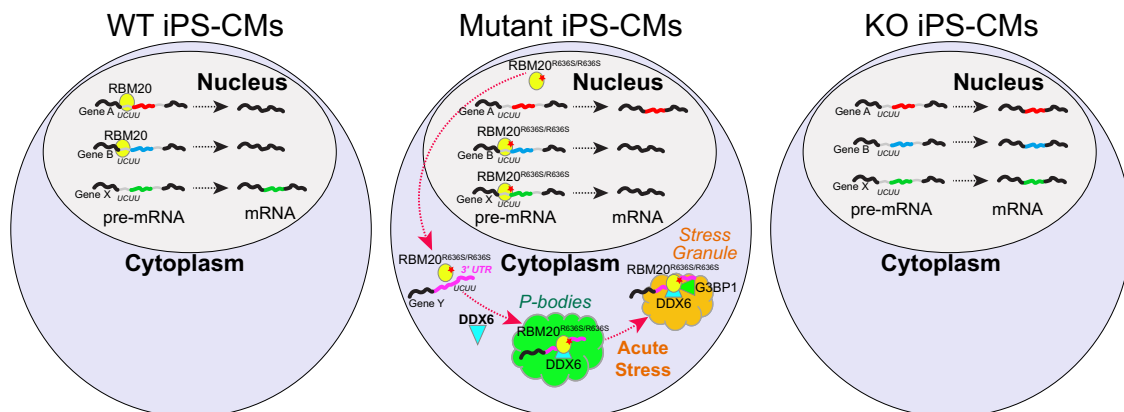 WT iPS-CMs
Nucleus
RBM20
Gene A
UCUU
RBM20
Gene B
UCUU
Gene X
pre-mRNA
mRNA
Cytoplasm
Mutant iPS-CMs
RBM20R636S/R636S
Nucleus
Gene A
UCUU
RBM20R636S/R636S
Gene B
UCUU
RBM20R636S/R636S
Gene X
UCUU
pre-mRNA
mRNA
Cytoplasm
RBM20R636S/R636S
3' UTR
UCUU
Gene Y
DDX6
P-bodies
RBM20R636S/R636S
DDX6
Stress
Granule
RBM20R636S/R636S
G3BP1
DDX6
Acute
Stress
KO iPS-CMs
Nucleus
Gene A
UCUU
Gene B
UCUU
Gene X
UCUU
pre-mRNA
mRNA
Cytoplasm